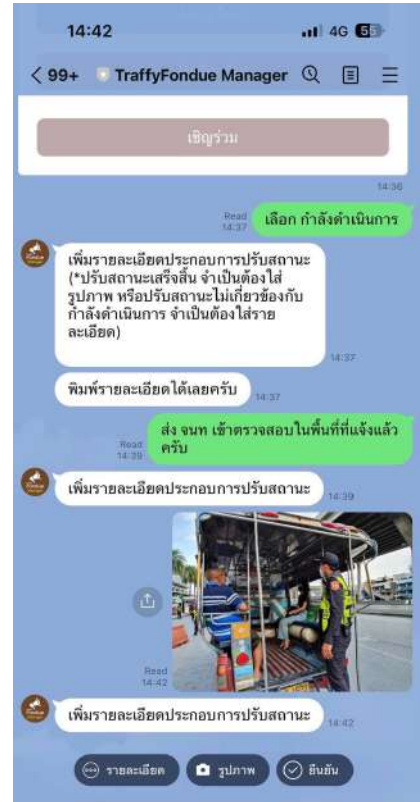 14:42
4G 55
99+ TraffyFondue Manager
เชิญร่วม
14:36
Read
14:37
เลือก กำลังดำเนินการ
เพิ่มรายละเอียดประกอบการปรับสถานะ
(*ปรับสถานะเสร็จสิ้น จำเป็นต้องใส่
รูปภาพ หรือปรับสถานะไม่เกี่ยวข้องกับ
กำลังดำเนินการ จำเป็นต้องใส่ราย
ละเอียด)
14:37
พิมพ์รายละเอียดได้เลยครับ
14:37
ส่ง จนท เข้าตรวจสอบในพื้นที่ที่แจ้งแล้ว
ครับ
Read
14:39
เพิ่มรายละเอียดประกอบการปรับสถานะ
14:39
Read
14:42
เพิ่มรายละเอียดประกอบการปรับสถานะ
14:42
รายละเอียด
รูปภาพ
ยืนยัน